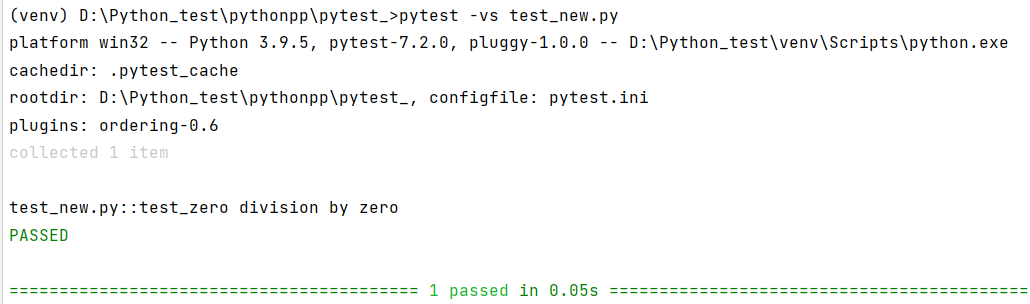 (venv) D:\Python_test\pythonpp\pytest_>pytest -vs test_new.py
platform win32 -- Python 3.9.5, pytest-7.2.0, pluggy-1.0.0 -- D:\Python_test\venv\Scripts\python.exe
cachedir: .pytest_cache
rootdir: D:\Python_test\pythonpp\pytest_, configfile: pytest.ini
plugins: ordering-0.6
collected 1 item
test_new.py::test_zero division by zero
PASSED
========================================= 1 passed in 0.05s ==========================================